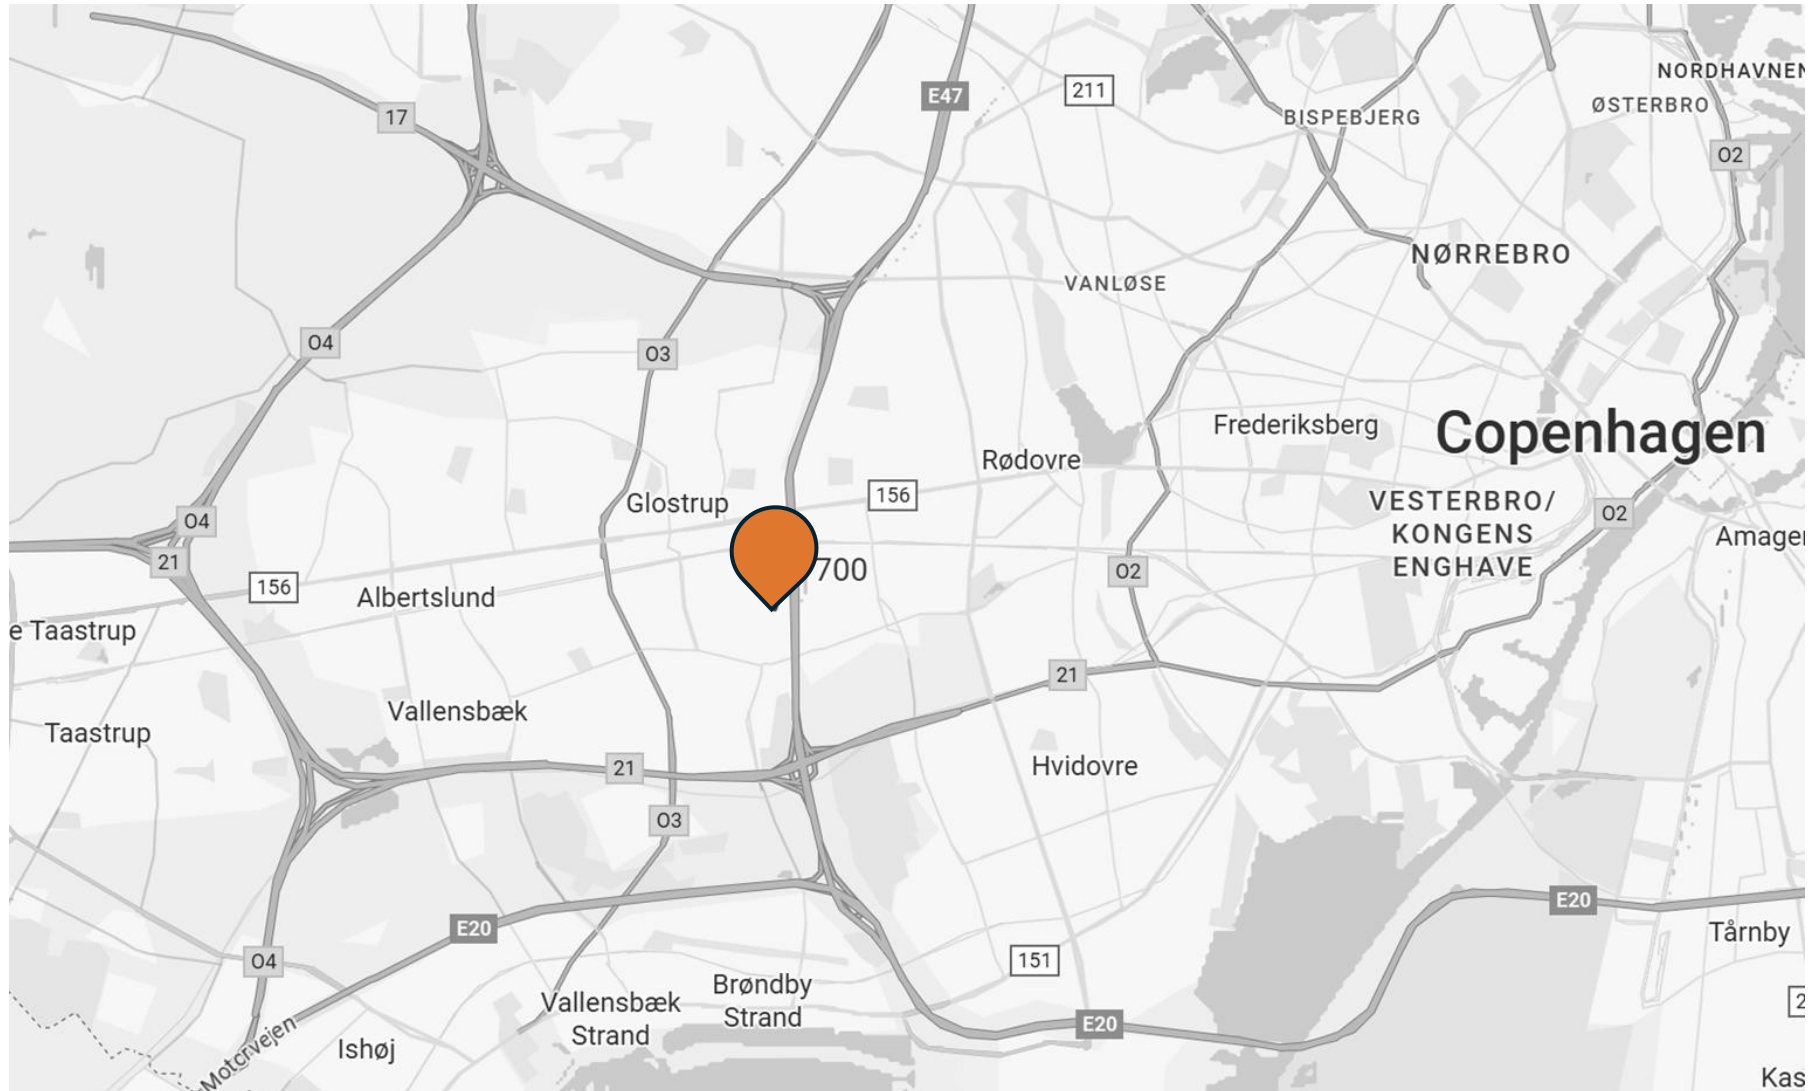 NORDHAVNEN
E47
211
ØSTERBRO
17
BISPEBJERG
O2
NØRREBRO
VANLØSE
O4
O3
Frederiksberg
Copenhagen
Rødovre
156
Glostrup
VESTERBRO/
KONGENS
ENGHAVE
O2
O4
Amager
21
700
O2
156
Albertslund
e Taastrup
21
Vallensbæk
Taastrup
21
Hvidovre
O3
E20
E20
Tårnby
O4
151
Brøndby
Strand
Vallensbæk
Strand
2
E20
Motorvejen
Ishøj
Kas